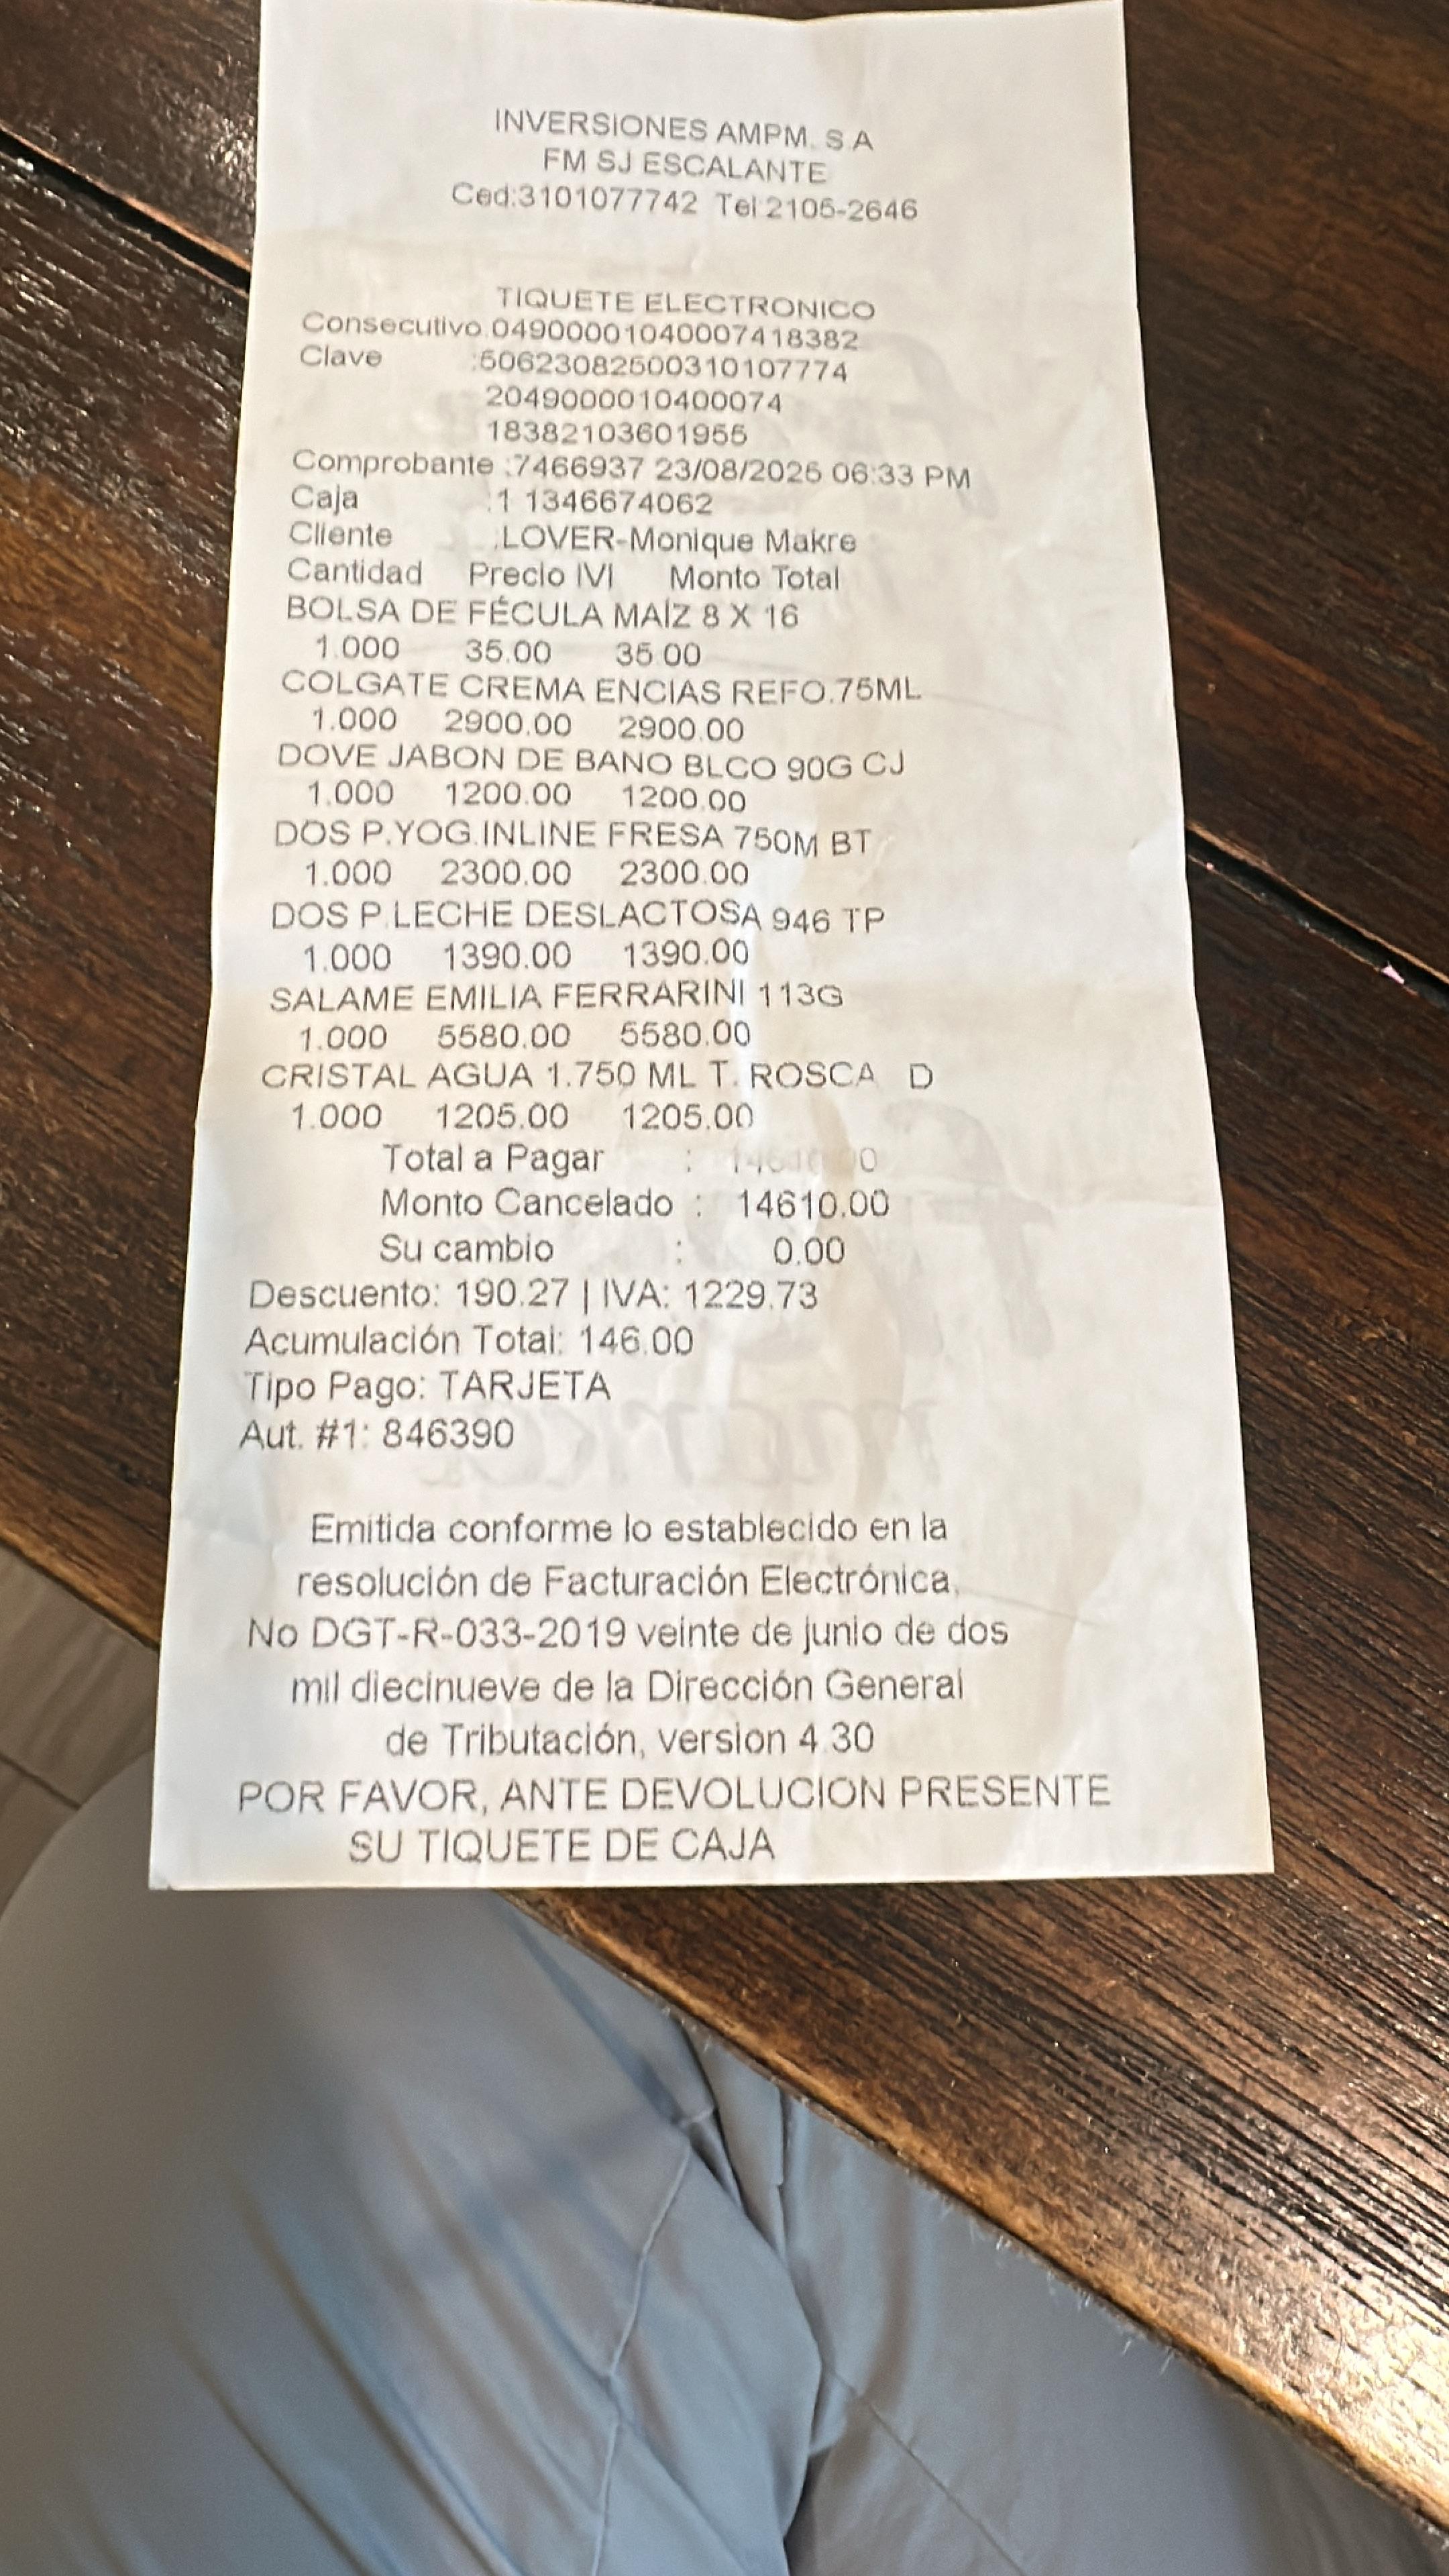 INVERSIONES AMPM. S.A
FM SJ ESCALANTE
Ced:3101077742 Tel:2105-2646
TIQUETE ELECTRONICO
Consecutivo:04900001040007418382
Clave :50623082500310107774
2049000010400074
18382103601955
Comprobante :7466937 23/08/2025 06:33 PM
Caja :1 1346674062
Cliente :LOVER-Monique Makre
Cantidad Precio IVI Monto Total
BOLSA DE FÉCULA MAÍZ 8 X 16
1.000 35.00 35.00
COLGATE CREMA ENCIAS REFO.75ML
1.000 2900.00 2900.00
DOVE JABON DE BANO BLCO 90G CJ
1.000 1200.00 1200.00
DOS P.YOG.INLINE FRESA 750M BT
1.000 2300.00 2300.00
DOS P.LECHE DESLACTOSA 946 TP
1.000 1390.00 1390.00
SALAME EMILIA FERRARINI 113G
1.000 5580.00 5580.00
CRISTAL AGUA 1.750 ML T. ROSCA D
1.000 1205.00 1205.00
Total a Pagar : 14610.00
Monto Cancelado : 14610.00
Su cambio : 0.00
Descuento: 190.27 | IVA: 1229.73
Acumulación Total: 146.00
Tipo Pago: TARJETA
Aut. #1: 846390
Emitida conforme lo establecido en la
resolución de Facturación Electrónica,
No DGT-R-033-2019 veinte de junio de dos
mil diecinueve de la Dirección General
de Tributación, version 4.30
POR FAVOR, ANTE DEVOLUCION PRESENTE
SU TIQUETE DE CAJA